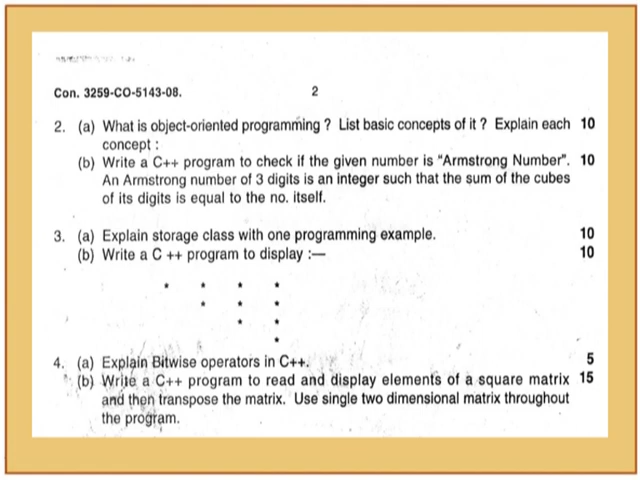 Con. 3259-CO-5143-08. 2
2. (a) What is object-oriented programming ? List basic concepts of it ? Explain each 10
concept :
(b) Write a C++ program to check if the given number is "Armstrong Number". 10
An Armstrong number of 3 digits is an integer such that the sum of the cubes
of its digits is equal to the no. itself.
3. (a) Explain storage class with one programming example. 10
(b) Write a C ++ program to display :— 10
* * * *
* * *
* *
*
4. (a) Explain Bitwise operators in C++. 5
(b) Write a C++ program to read and display elements of a square matrix 15
and then transpose the matrix. Use single two dimensional matrix throughout
the program.